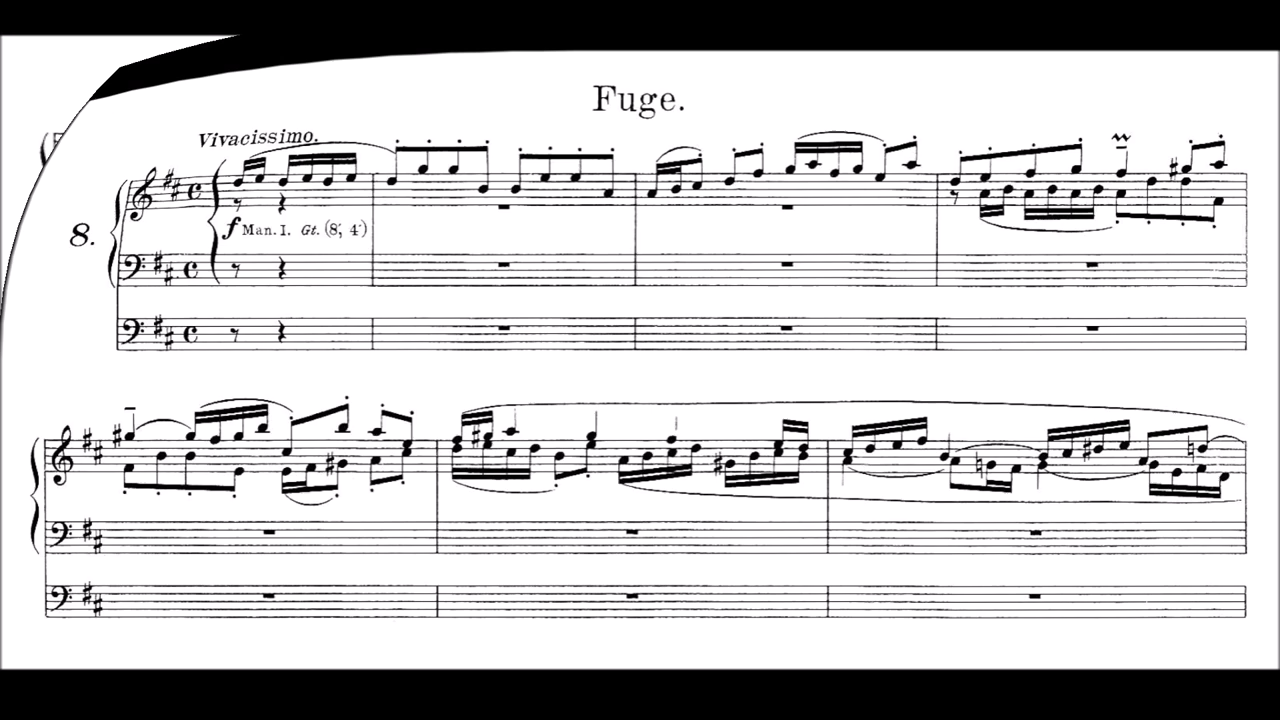 Fuge.
Vivacissimo.
8.
f Man. I. Gt. (8', 4')